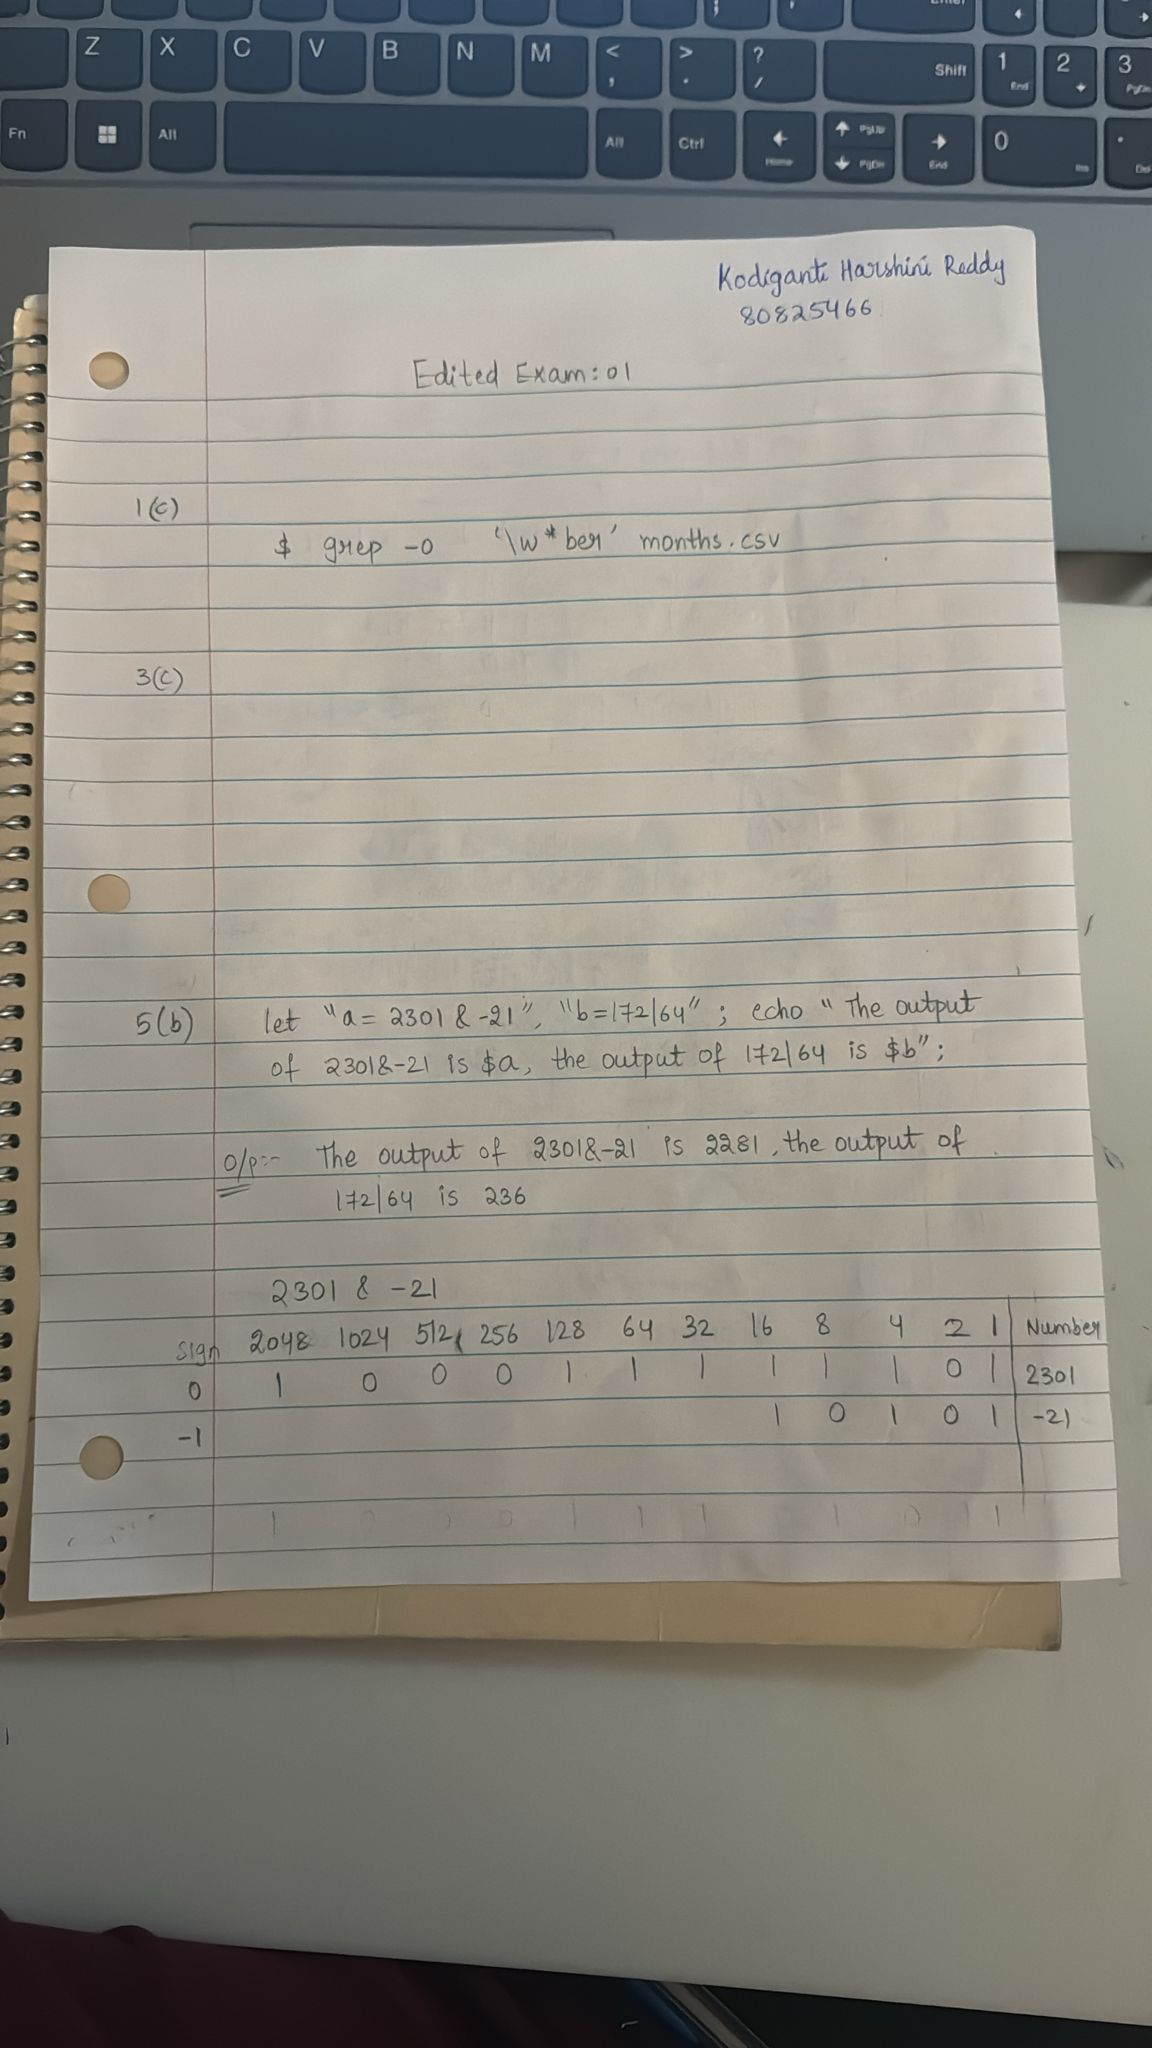 Enter
Z X C V B N M < , > . ? / Shift 1 End 2 3 PgDn
Fn Alt Alt Ctrl Home PgUp PgDn End 0 Ins . Del
Kodiganti Harshini Reddy
80825466
Edited Exam:01
1(c)
$ grep -o '\w*ber' months.csv
3(c)
5(b) let "a= 2301 & -21", "b=172|64" ; echo " The output
of 2301&-21 is $a, the output of 172|64 is $b" ;
O/p:- The output of 2301&-21 is 2281, the output of
172|64 is 236
2301 & -21
Sign 2048 1024 512 256 128 64 32 16 8 4 2 1 Number
0 1 0 0 0 1 1 1 1 1 1 0 1 2301
-1 1 0 1 0 1 -21